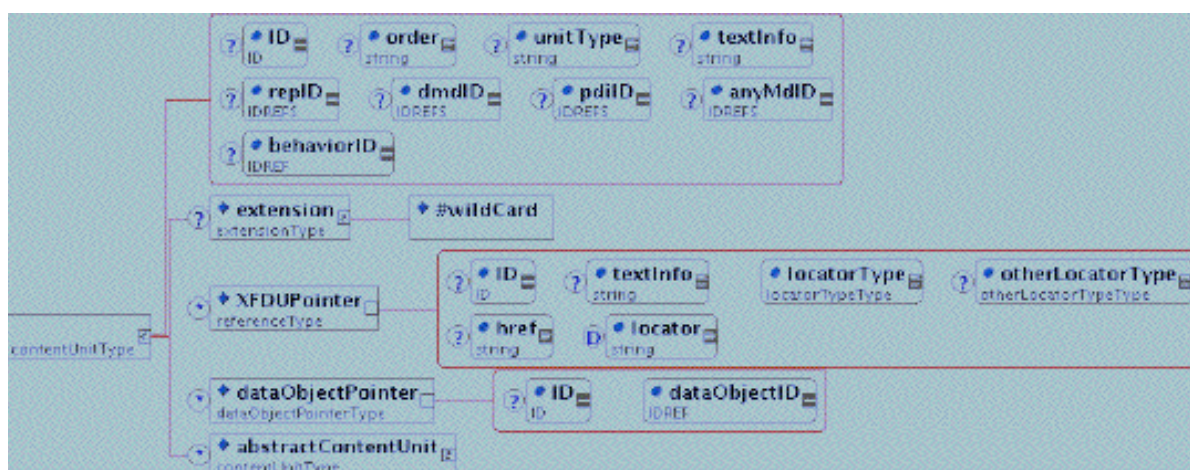 ? ID ? order ? unitType ? textInfo
ID string string string
? repID ? dmdID ? pdiID ? anyMdID
IDREFS IDREFS IDREFS IDREFS
? behaviorID
IDREF
? extension #wildCard
extensionType
? ID ? textInfo locatorType ? otherLocatorType
ID string locatorTypeType otherLocatorTypeType
* XFDUPointer
referenceType
? href D locator
string string
contentUnitType
* dataObjectPointer ? ID dataObjectID
dataObjectPointerType ID IDREF
* abstractContentUnit
contentUnitType